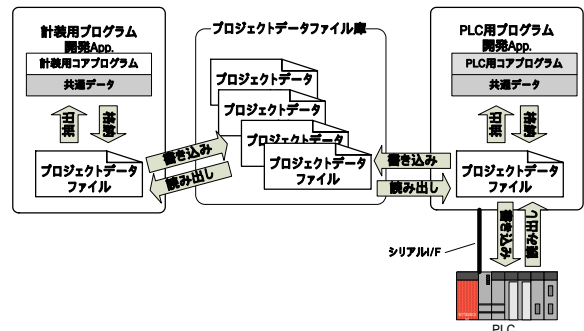 計装用プログラム
開発App.
計装用コアプログラム
共通データ
抽出
格納
プロジェクトデータ
ファイル
書き込み
読み出し
プロジェクトデータファイル庫
プロジェクトデータ
プロジェクトデータ
プロジェクトデータ
プロジェクトデータ
ファイル
書き込み
読み出し
PLC用プログラム
開発App.
PLC用コアプログラム
共通データ
抽出
格納
プロジェクトデータ
ファイル
書き込み
読み出し
シリアルI/F
PLC